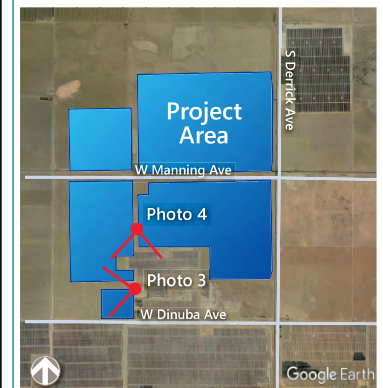 S Derrick Ave
Project
Area
W Manning Ave
Photo 4
Photo 3
W Dinuba Ave
Google Earth